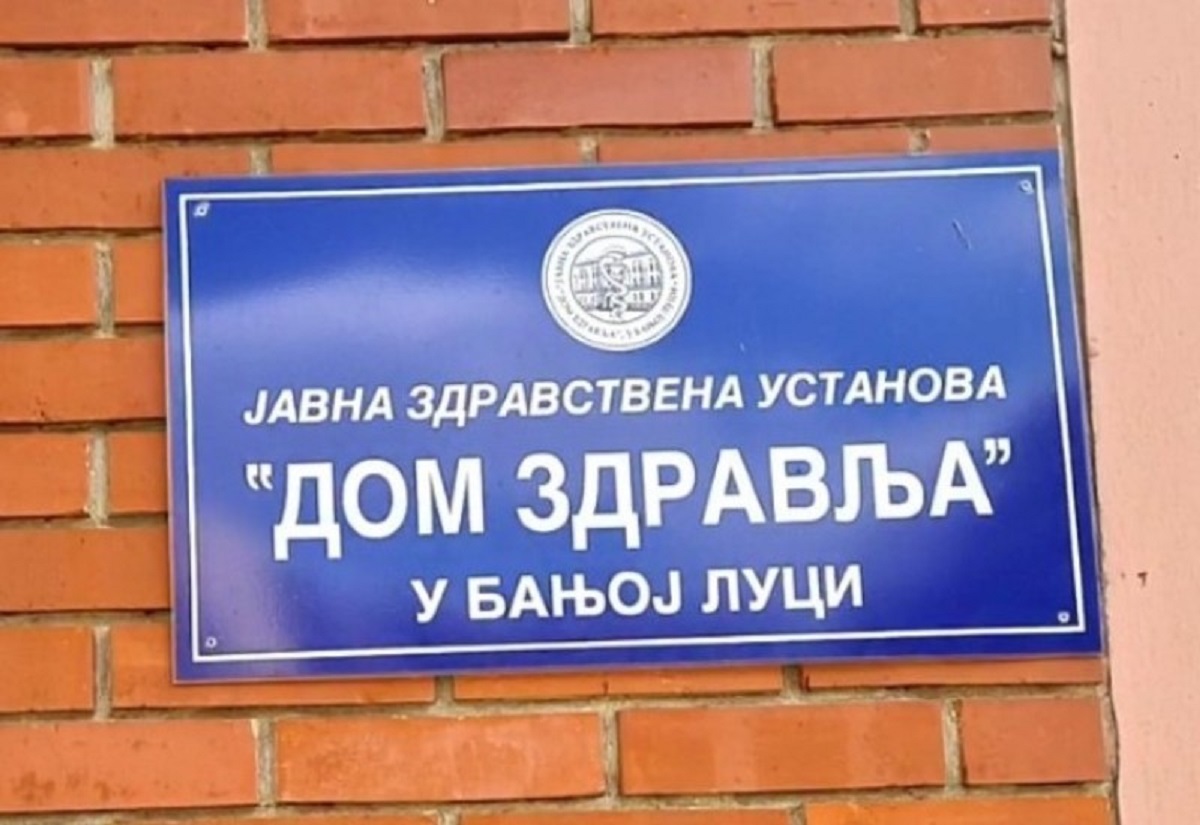 ЈАВНА ЗДРАВСТВЕНА УСТАНОВА
"ДОМ ЗДРАВЉА"
У БАЊОЈ ЛУЦИ